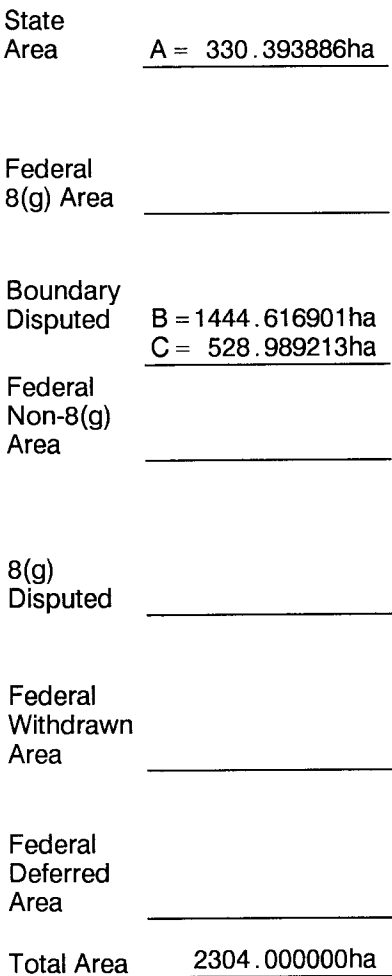 State
Area A = 330.393886ha
Federal
8(g) Area
Boundary
Disputed B =1444.616901ha
C = 528.989213ha
Federal
Non-8(g)
Area
8(g)
Disputed
Federal
Withdrawn
Area
Federal
Deferred
Area
Total Area 2304.000000ha